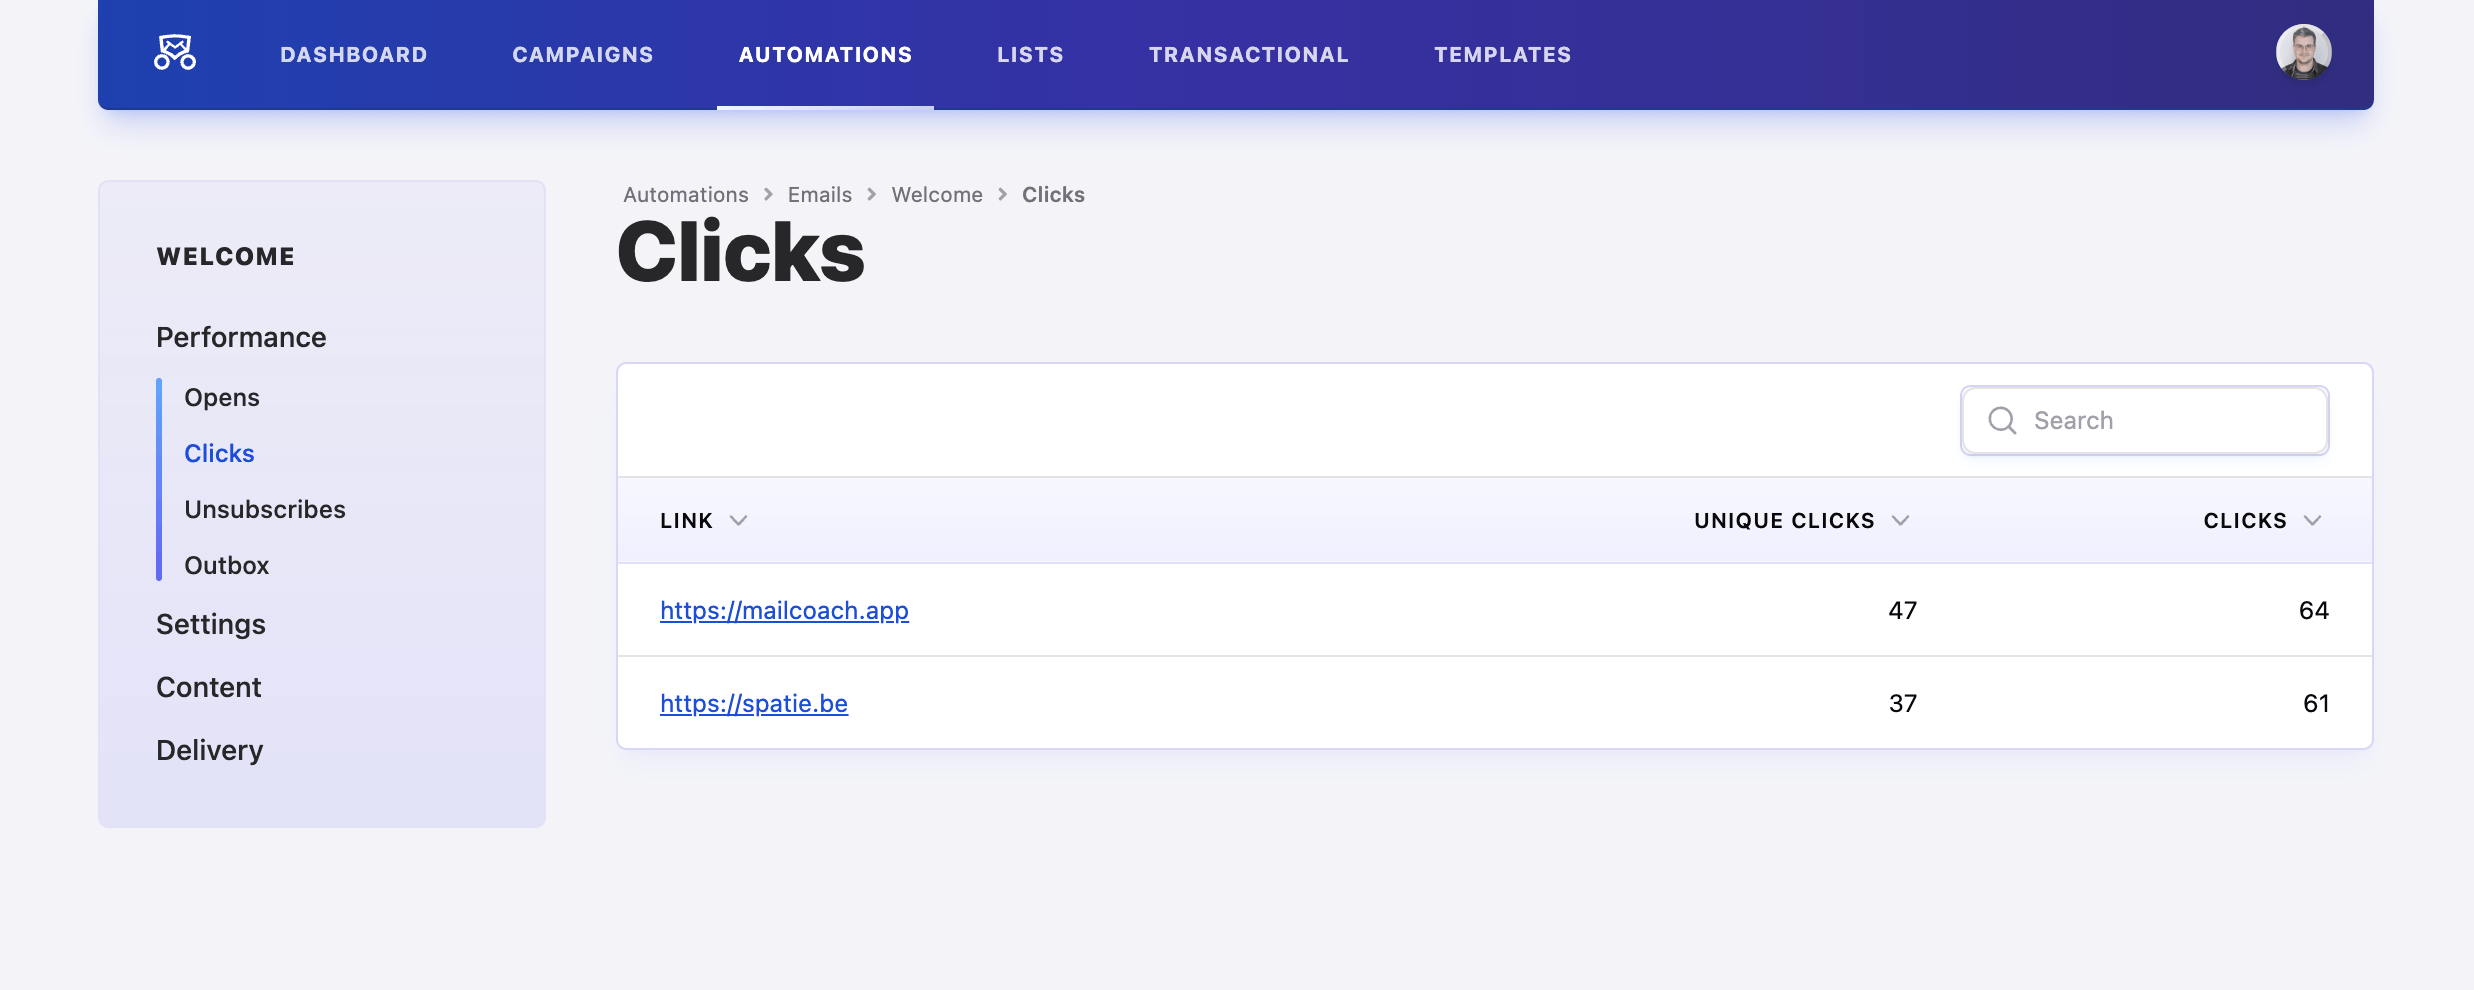 DASHBOARD CAMPAIGNS AUTOMATIONS LISTS TRANSACTIONAL TEMPLATES
WELCOME
Performance
Opens
Clicks
Unsubscribes
Outbox
Settings
Content
Delivery
Automations Emails Welcome Clicks
Clicks
Search
LINK UNIQUE CLICKS CLICKS
https://mailcoach.app 47 64
https://spatie.be 37 61